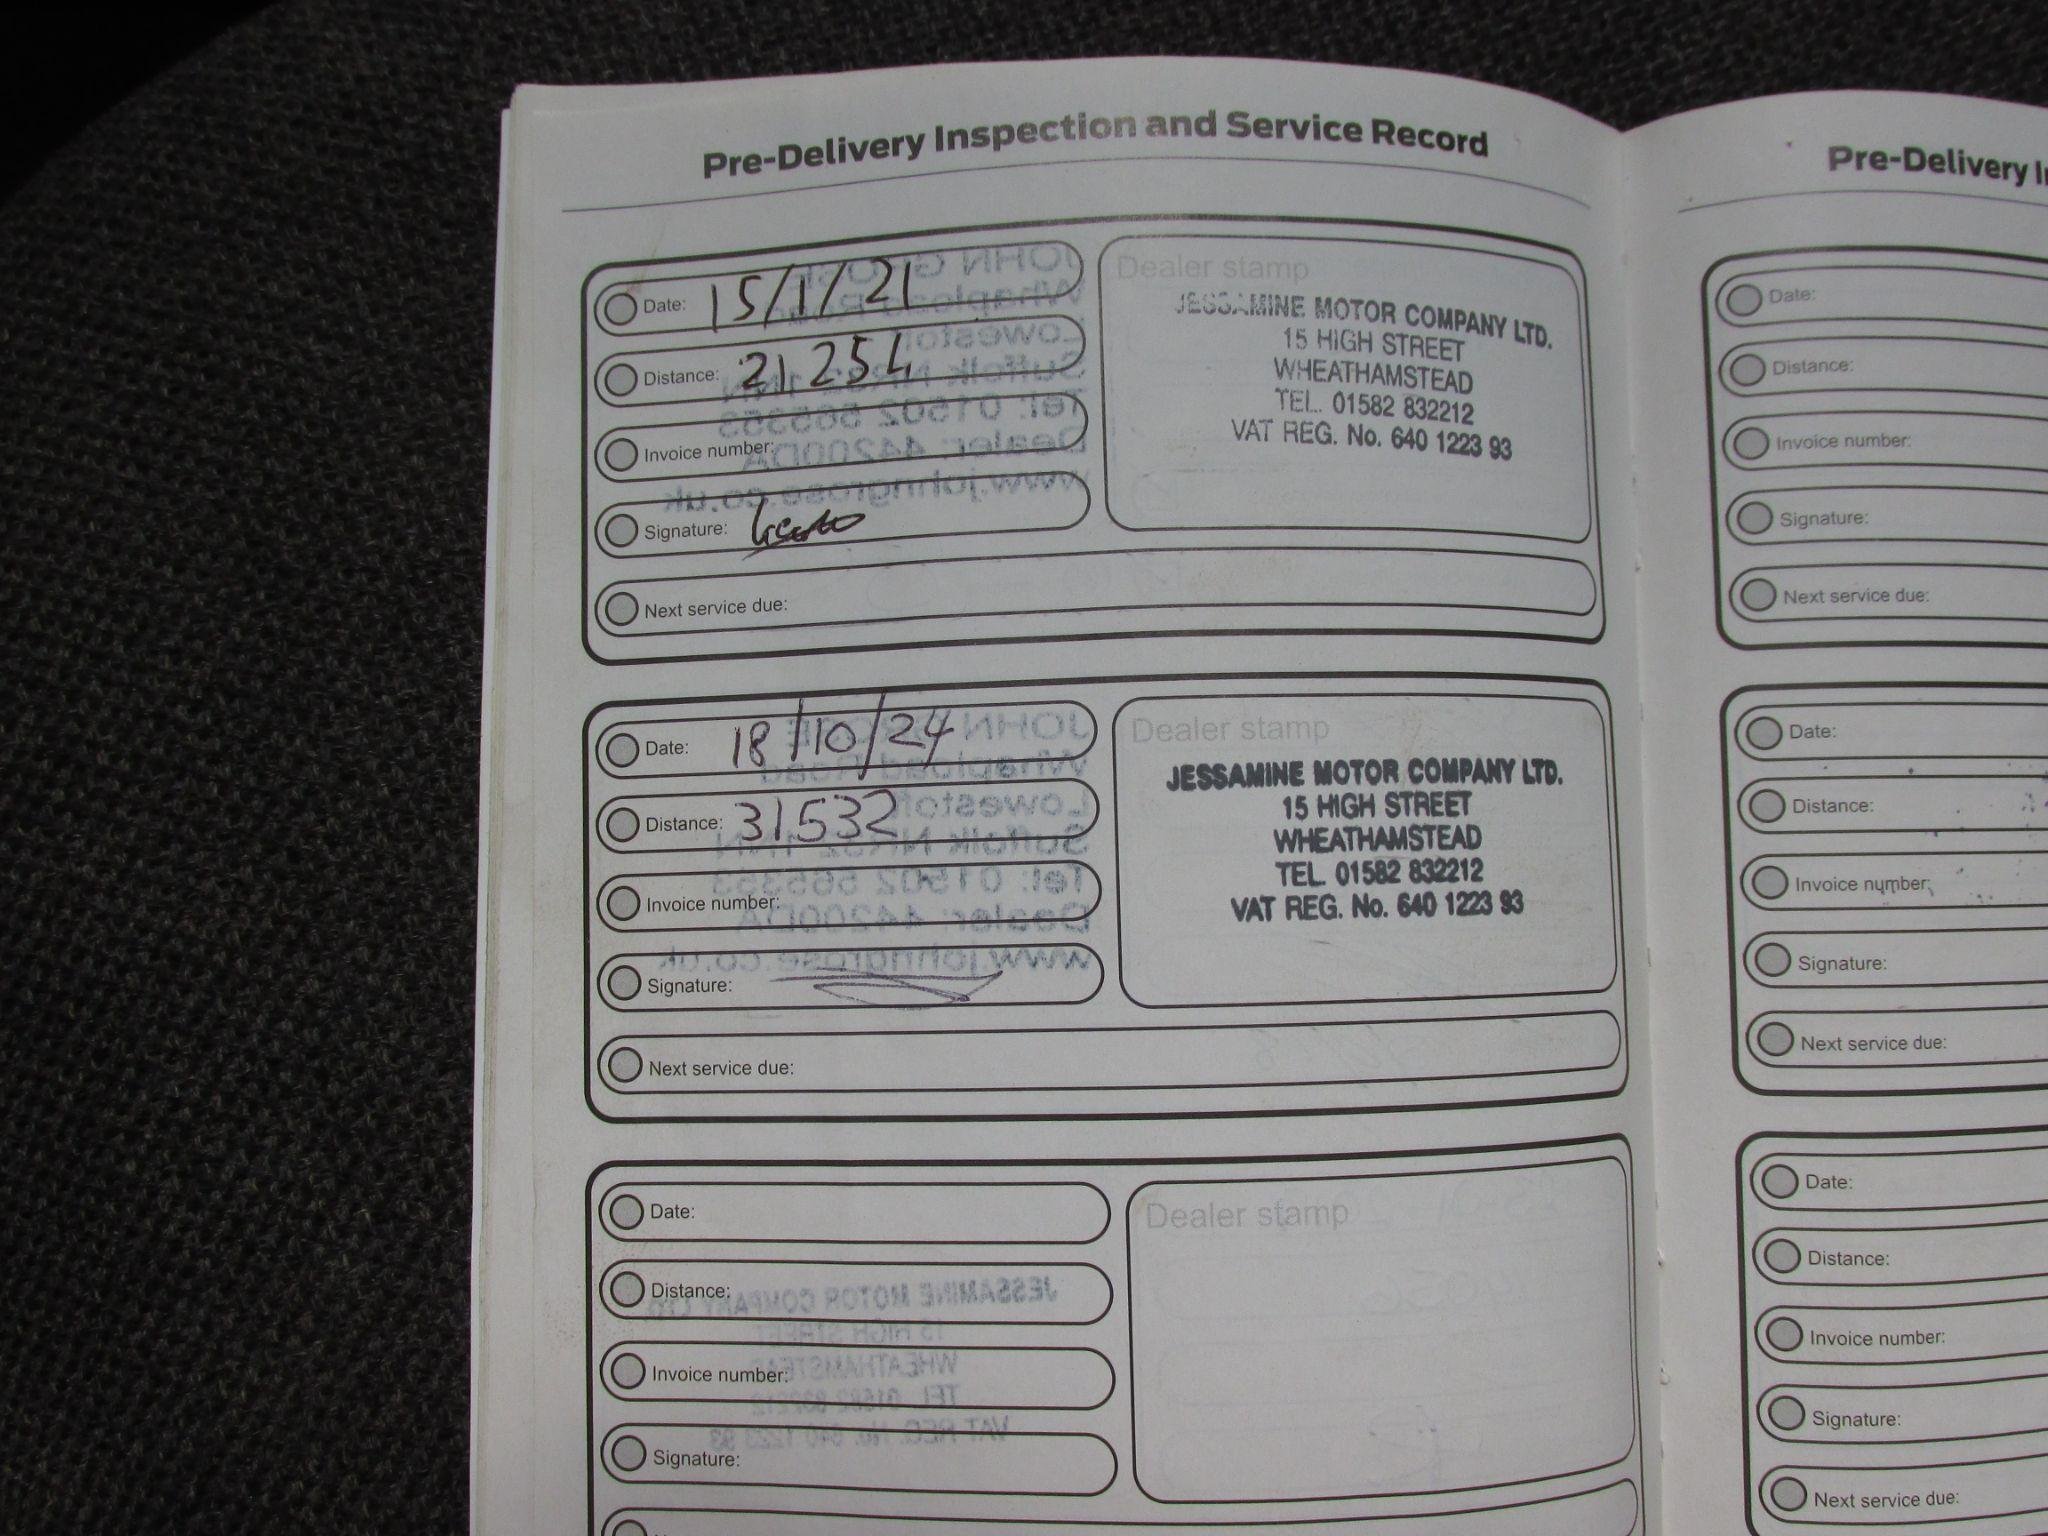 Pre-Delivery Inspection and Service Record
Date: 15/1/21
Distance: 21254
Invoice number:
Signature:
Next service due:
Dealer stamp
JESSAMINE MOTOR COMPANY LTD.
15 HIGH STREET
WHEATHAMSTEAD
TEL. 01582 832212
VAT REG. No. 640 1223 93
Date: 18/10/24
Distance: 31532
Invoice number:
Signature:
Next service due:
Dealer stamp
JESSAMINE MOTOR COMPANY LTD.
15 HIGH STREET
WHEATHAMSTEAD
TEL. 01582 832212
VAT REG. No. 640 1223 93
Date:
Distance:
Invoice number:
Signature:
Dealer stamp
Pre-Delivery
Date:
Distance:
Invoice number:
Signature:
Next service due:
Date:
Distance:
Invoice number:
Signature:
Next service due:
Date:
Distance:
Invoice number:
Signature:
Next service due: